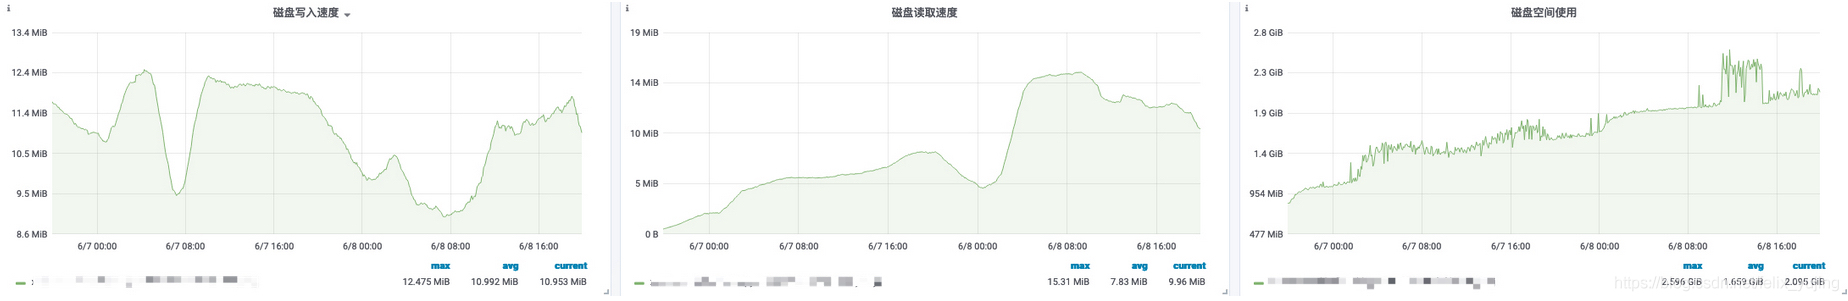 磁盘写入速度
13.4 MiB
12.4 MiB
11.4 MiB
10.5 MiB
9.5 MiB
8.6 MiB
6/7 00:00 6/7 08:00 6/7 16:00 6/8 00:00 6/8 08:00 6/8 16:00
max avg current
12.475 MiB 10.992 MiB 10.953 MiB
磁盘读取速度
19 MiB
14 MiB
10 MiB
5 MiB
0 B
6/7 00:00 6/7 08:00 6/7 16:00 6/8 00:00 6/8 08:00 6/8 16:00
max avg current
15.31 MiB 7.83 MiB 9.96 MiB
磁盘空间使用
2.8 GiB
2.3 GiB
1.9 GiB
1.4 GiB
954 MiB
477 MiB
6/7 00:00 6/7 08:00 6/7 16:00 6/8 00:00 6/8 08:00 6/8 16:00
max avg current
2.596 GiB 1.659 GiB 2.095 GiB